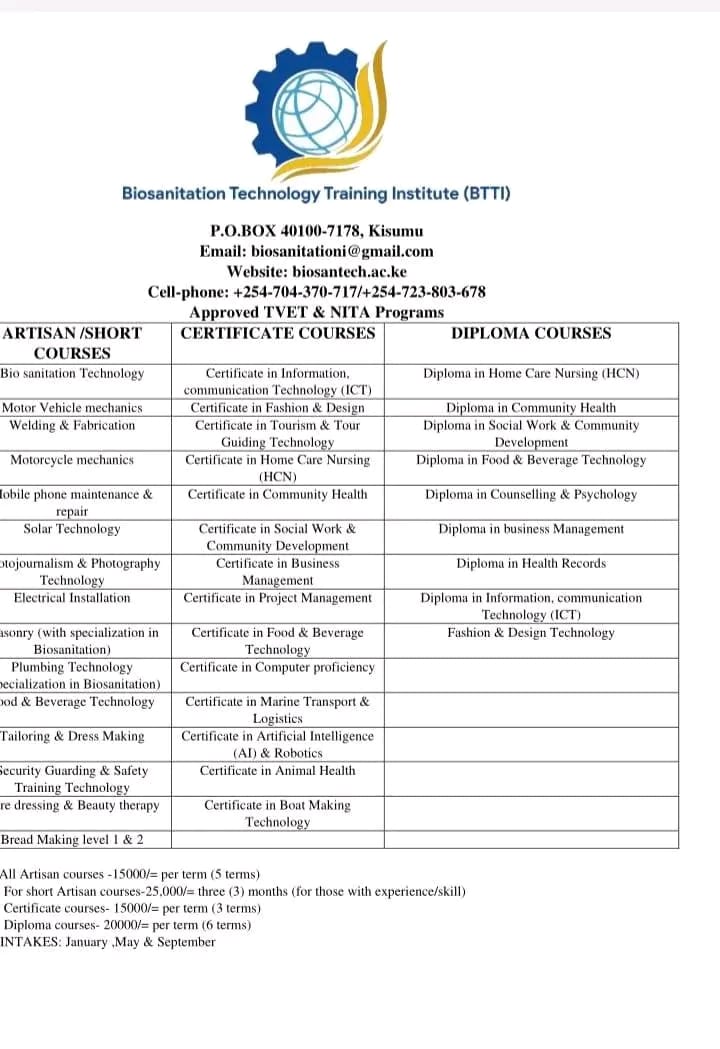 Biosanitation Technology Training Institute (BTTI)
P.O.BOX 40100-7178, Kisumu
Email: biosanitationi@gmail.com
Website: biosantech.ac.ke
Cell-phone: +254-704-370-717/+254-723-803-678
Approved TVET & NITA Programs
ARTISAN /SHORT
COURSES
CERTIFICATE COURSES
DIPLOMA COURSES
Bio sanitation Technology
Certificate in Information,
communication Technology (ICT)
Diploma in Home Care Nursing (HCN)
Motor Vehicle mechanics
Certificate in Fashion & Design
Diploma in Community Health
Welding & Fabrication
Certificate in Tourism & Tour
Guiding Technology
Diploma in Social Work & Community
Development
Motorcycle mechanics
Certificate in Home Care Nursing
(HCN)
Diploma in Food & Beverage Technology
obile phone maintenance &
repair
Certificate in Community Health
Diploma in Counselling & Psychology
Solar Technology
Certificate in Social Work &
Community Development
Diploma in business Management
otojournalism & Photography
Technology
Certificate in Business
Management
Diploma in Health Records
Electrical Installation
Certificate in Project Management
Diploma in Information, communication
Technology (ICT)
asonry (with specialization in
Biosanitation)
Certificate in Food & Beverage
Technology
Fashion & Design Technology
Plumbing Technology
ecialization in Biosanitation)
Certificate in Computer proficiency
od & Beverage Technology
Certificate in Marine Transport &
Logistics
Tailoring & Dress Making
Certificate in Artificial Intelligence
(AI) & Robotics
Security Guarding & Safety
Training Technology
Certificate in Animal Health
re dressing & Beauty therapy
Certificate in Boat Making
Technology
Bread Making level 1 & 2
All Artisan courses -15000/= per term (5 terms)
For short Artisan courses-25,000/= three (3) months (for those with experience/skill)
Certificate courses- 15000/= per term (3 terms)
Diploma courses- 20000/= per term (6 terms)
INTAKES: January ,May & September